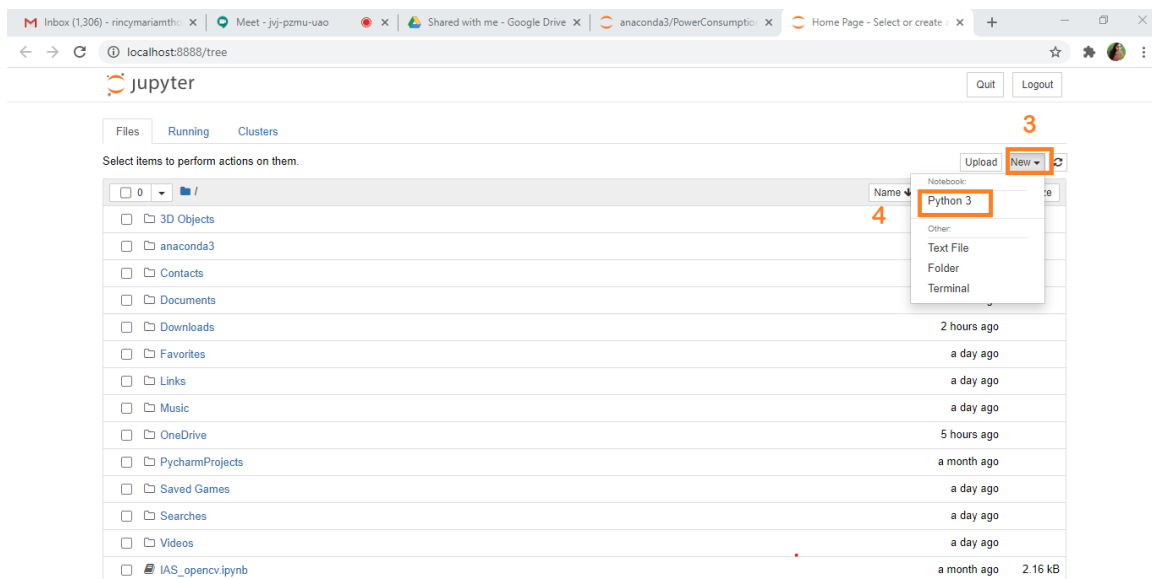 Inbox (1,306) - rincymariamtho
Meet - jvj-pzmu-uao
Shared with me - Google Drive
anaconda3/PowerConsumptio
Home Page - Select or create a
localhost:8888/tree
jupyter
Quit
Logout
Files
Running
Clusters
3
Select items to perform actions on them.
Upload
New
0
/
Name
Notebook:
Python 3
4
Other:
Text File
Folder
Terminal
3D Objects
anaconda3
Contacts
Documents
Downloads
2 hours ago
Favorites
a day ago
Links
a day ago
Music
a day ago
OneDrive
5 hours ago
PycharmProjects
a month ago
Saved Games
a day ago
Searches
a day ago
Videos
a day ago
IAS_opencv.ipynb
a month ago
2.16 kB